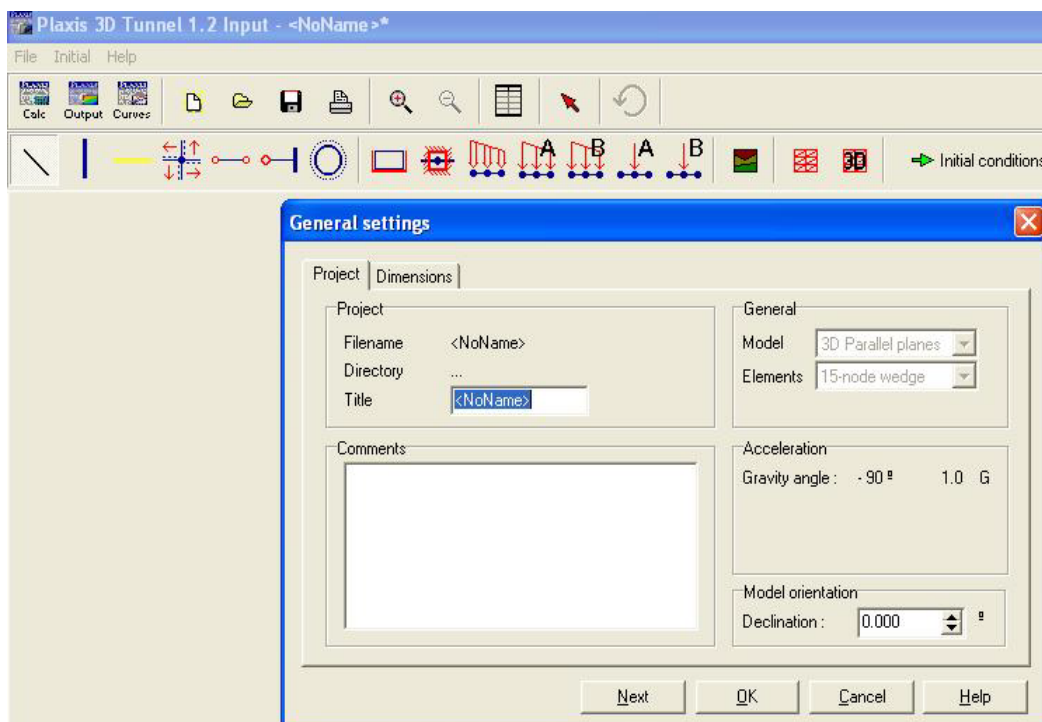 Plaxis 3D Tunnel 1.2 Input - <NoName>*
File Initial Help
Calc Output Curves
A B A B 3D Initial conditions
General settings
Project Dimensions
Project
Filename <NoName>
Directory ...
Title <NoName>
Comments
General
Model 3D Parallel planes
Elements 15-node wedge
Acceleration
Gravity angle : - 90 º 1.0 G
Model orientation
Declination : 0.000 º
Next OK Cancel Help